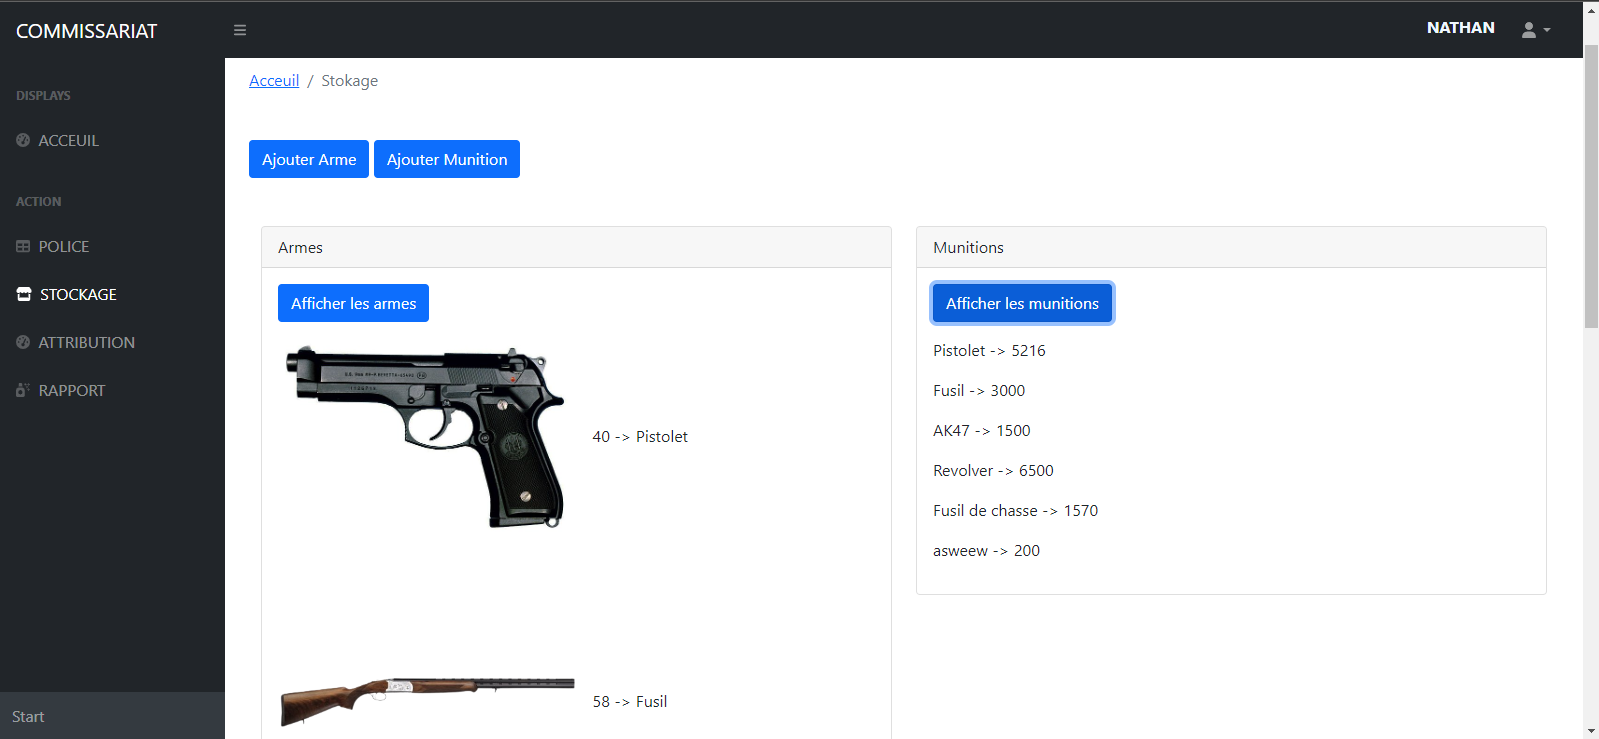 COMMISSARIAT
NATHAN
DISPLAYS
ACCEUIL
ACTION
POLICE
STOCKAGE
ATTRIBUTION
RAPPORT
Start
Acceuil / Stokage
Ajouter Arme
Ajouter Munition
Armes
Afficher les armes
40 -> Pistolet
58 -> Fusil
Munitions
Afficher les munitions
Pistolet -> 5216
Fusil -> 3000
AK47 -> 1500
Revolver -> 6500
Fusil de chasse -> 1570
asweew -> 200